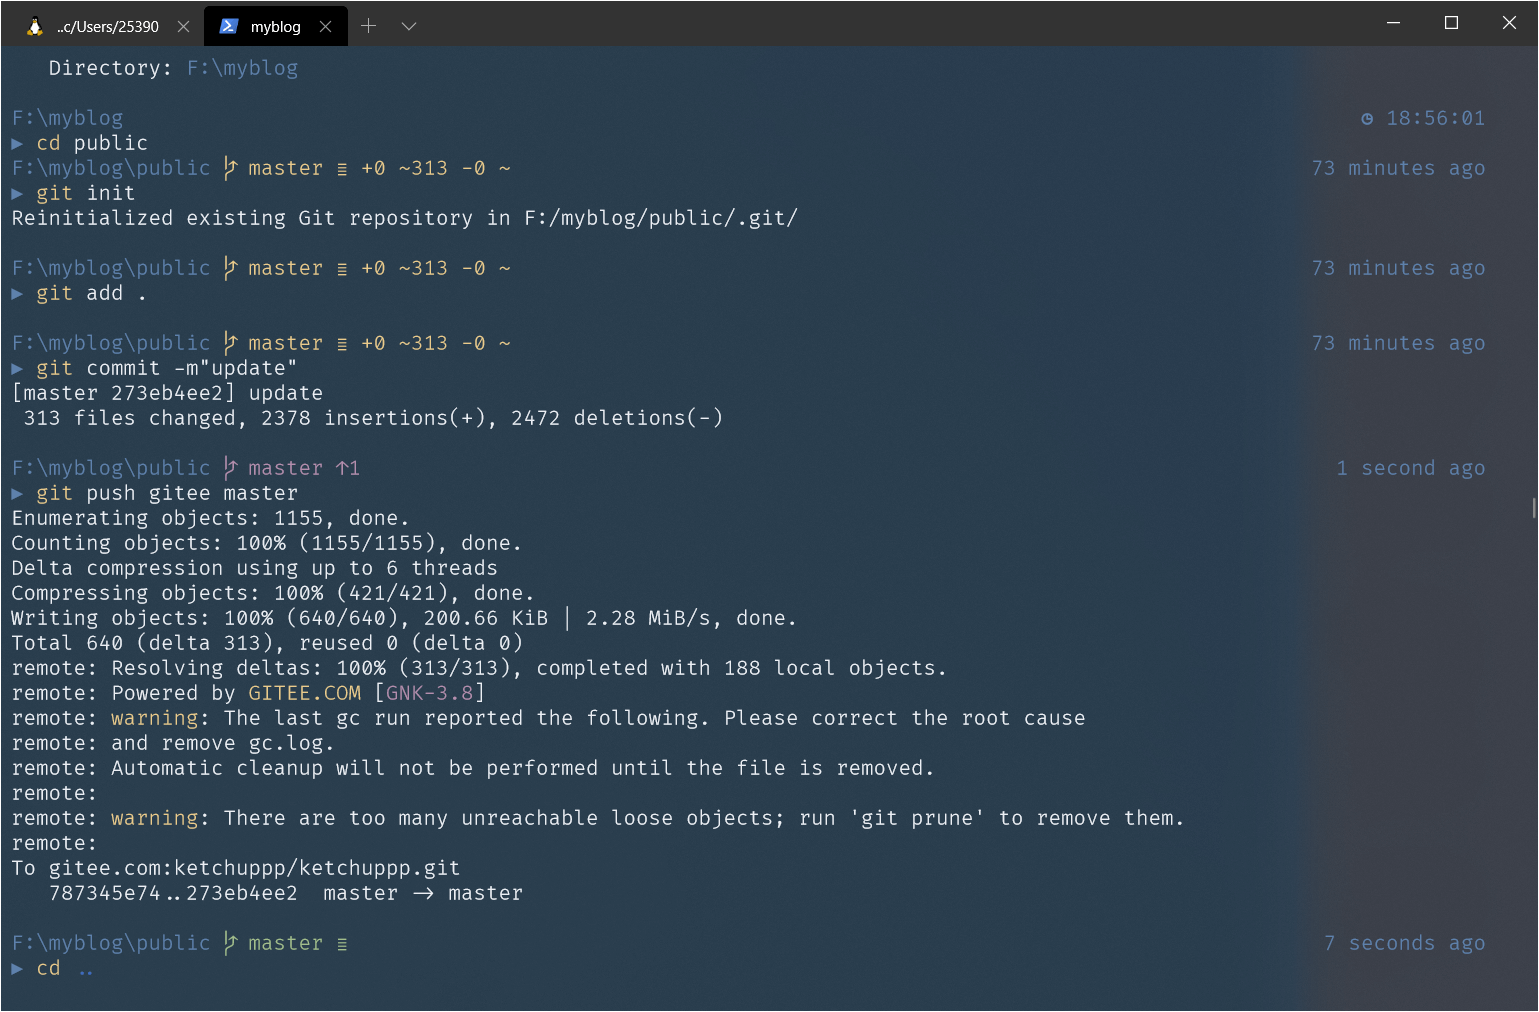 ..c/Users/25390 myblog
Directory: F:\myblog
F:\myblog 18:56:01
cd public
F:\myblog\public master ≡ +0 ~313 -0 ~ 73 minutes ago
git init
Reinitialized existing Git repository in F:/myblog/public/.git/
F:\myblog\public master ≡ +0 ~313 -0 ~ 73 minutes ago
git add .
F:\myblog\public master ≡ +0 ~313 -0 ~ 73 minutes ago
git commit -m"update"
[master 273eb4ee2] update
313 files changed, 2378 insertions(+), 2472 deletions(-)
F:\myblog\public master ↑1 1 second ago
git push gitee master
Enumerating objects: 1155, done.
Counting objects: 100% (1155/1155), done.
Delta compression using up to 6 threads
Compressing objects: 100% (421/421), done.
Writing objects: 100% (640/640), 200.66 KiB | 2.28 MiB/s, done.
Total 640 (delta 313), reused 0 (delta 0)
remote: Resolving deltas: 100% (313/313), completed with 188 local objects.
remote: Powered by GITEE.COM [GNK-3.8]
remote: warning: The last gc run reported the following. Please correct the root cause
remote: and remove gc.log.
remote: Automatic cleanup will not be performed until the file is removed.
remote:
remote: warning: There are too many unreachable loose objects; run 'git prune' to remove them.
remote:
To gitee.com:ketchuppp/ketchuppp.git
787345e74..273eb4ee2 master -> master
F:\myblog\public master ≡ 7 seconds ago
cd ..